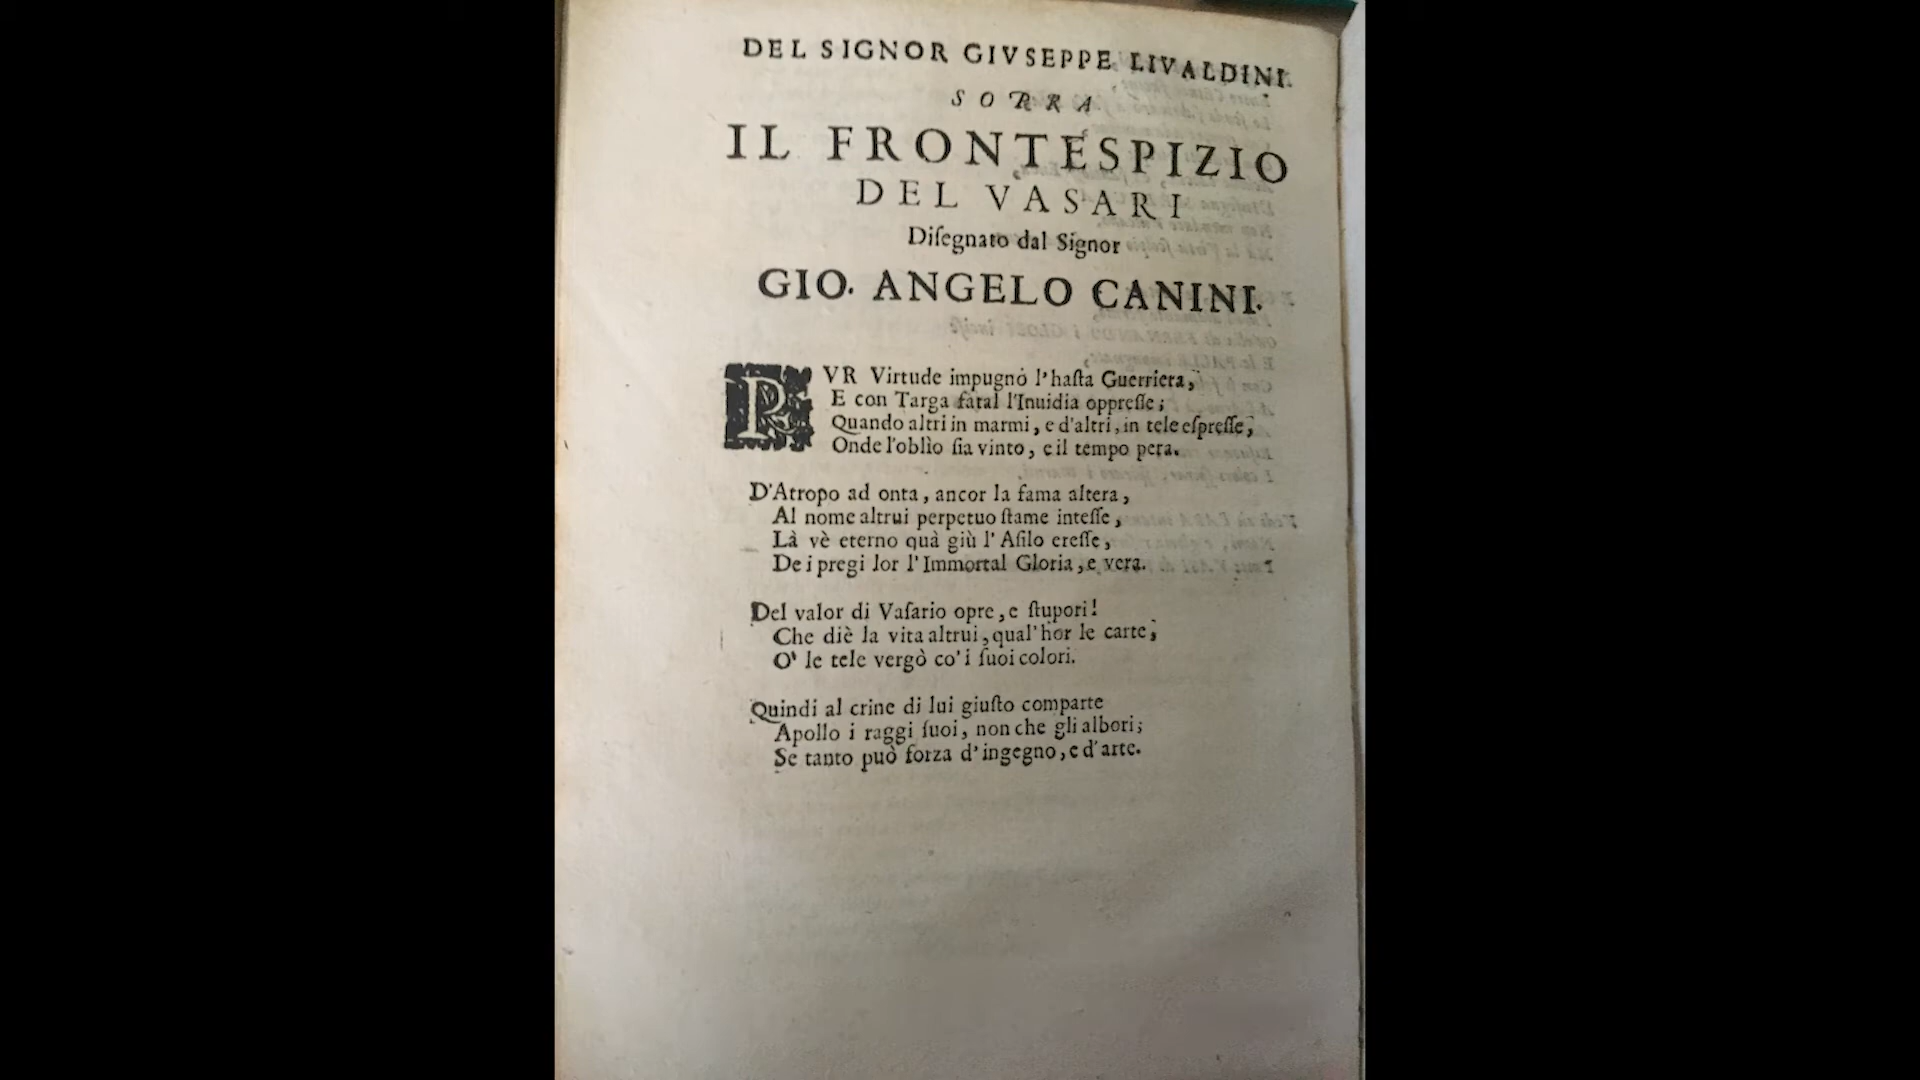 DEL SIGNOR GIVSEPPE LIVALDINI.
SOPRA
IL FRONTESPIZIO
DEL VASARI
Diſegnato dal Signor
GIO. ANGELO CANINI.
PVR Virtude impugnò l'haſta Guerriera,
E con Targa fatal l'Inuidia oppreſſe;
Quando altri in marmi, e d'altri, in tele eſpreſſe,
Onde l'oblìo ſia vinto, e il tempo pera.
D'Atropo ad onta, ancor la fama altera,
Al nome altrui perpetuo ſtame inteſſe,
Là vè eterno quà giù l'Aſilo ereſſe,
De i pregi lor l'Immortal Gloria, e vera.
Del valor di Vaſario opre, e ſtupori!
Che diè la vita altrui, qual'hor le carte,
O' le tele vergò co'i ſuoi colori.
Quindi al crine di lui giuſto comparte
Apollo i raggi ſuoi, non che gli albori;
Se tanto può forza d'ingegno, e d'arte.